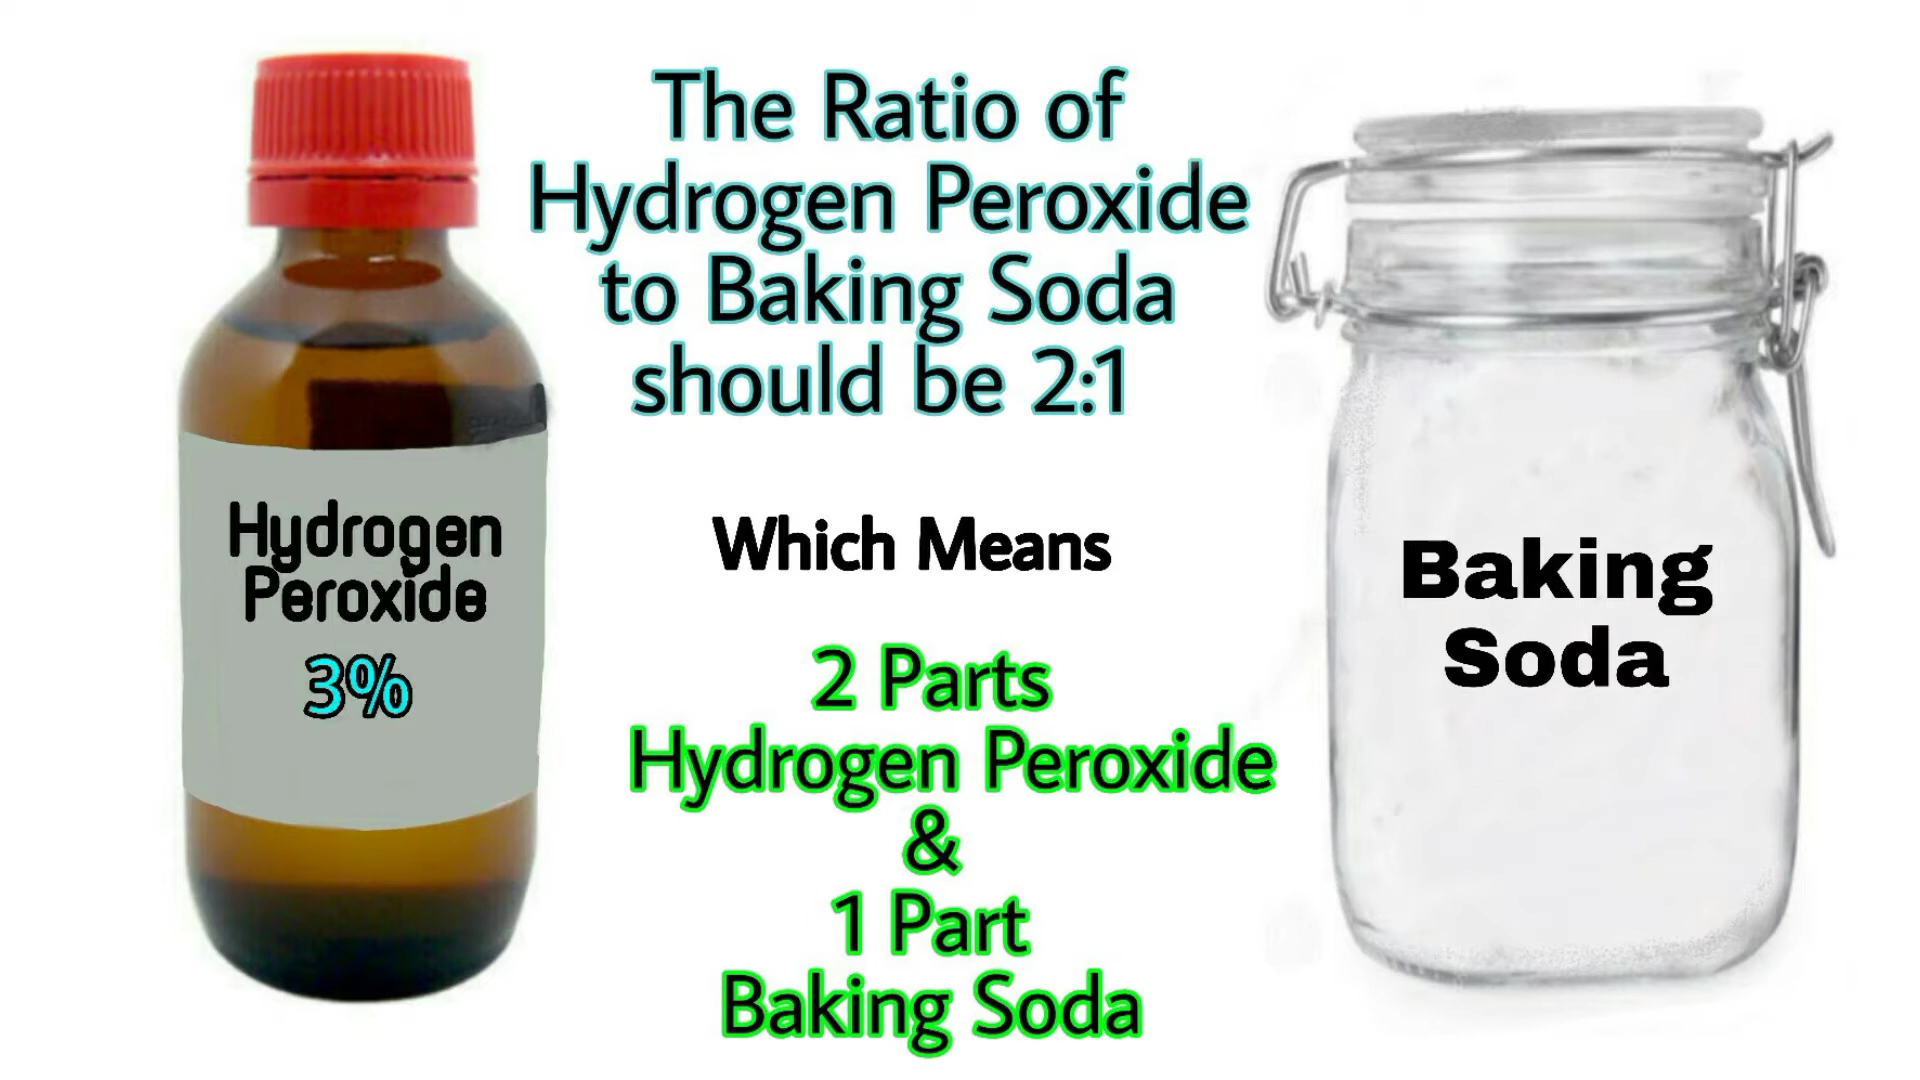 Hydrogen
Peroxide
3%
The Ratio of
Hydrogen Peroxide
to Baking Soda
should be 2:1
Which Means
2 Parts
Hydrogen Peroxide
&
1 Part
Baking Soda
Baking
Soda